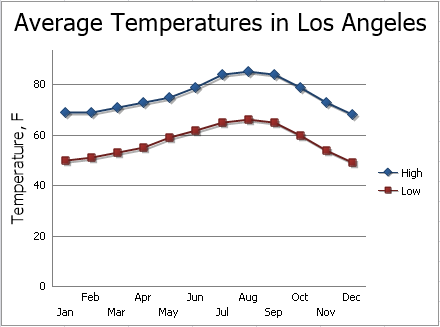 Average Temperatures in Los Angeles
Temperature, F
80
60
40
20
0
Feb Apr Jun Aug Oct Dec
Jan Mar May Jul Sep Nov
High
Low